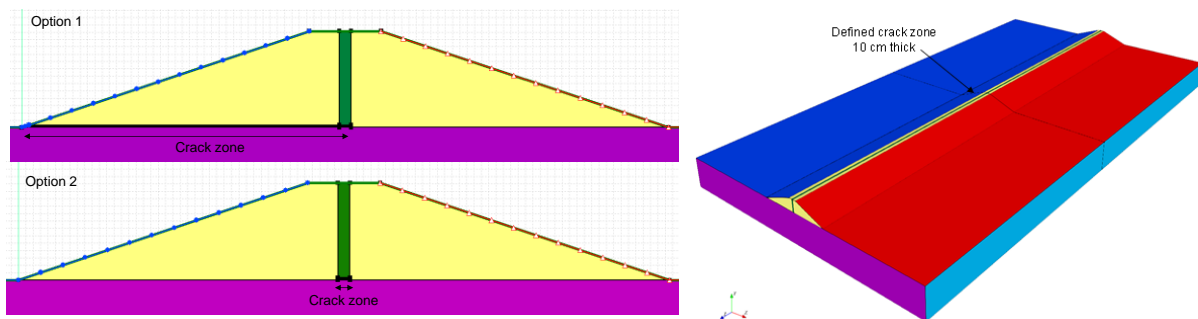 Option 1
Crack zone
Option 2
Crack zone
Defined crack zone
10 cm thick